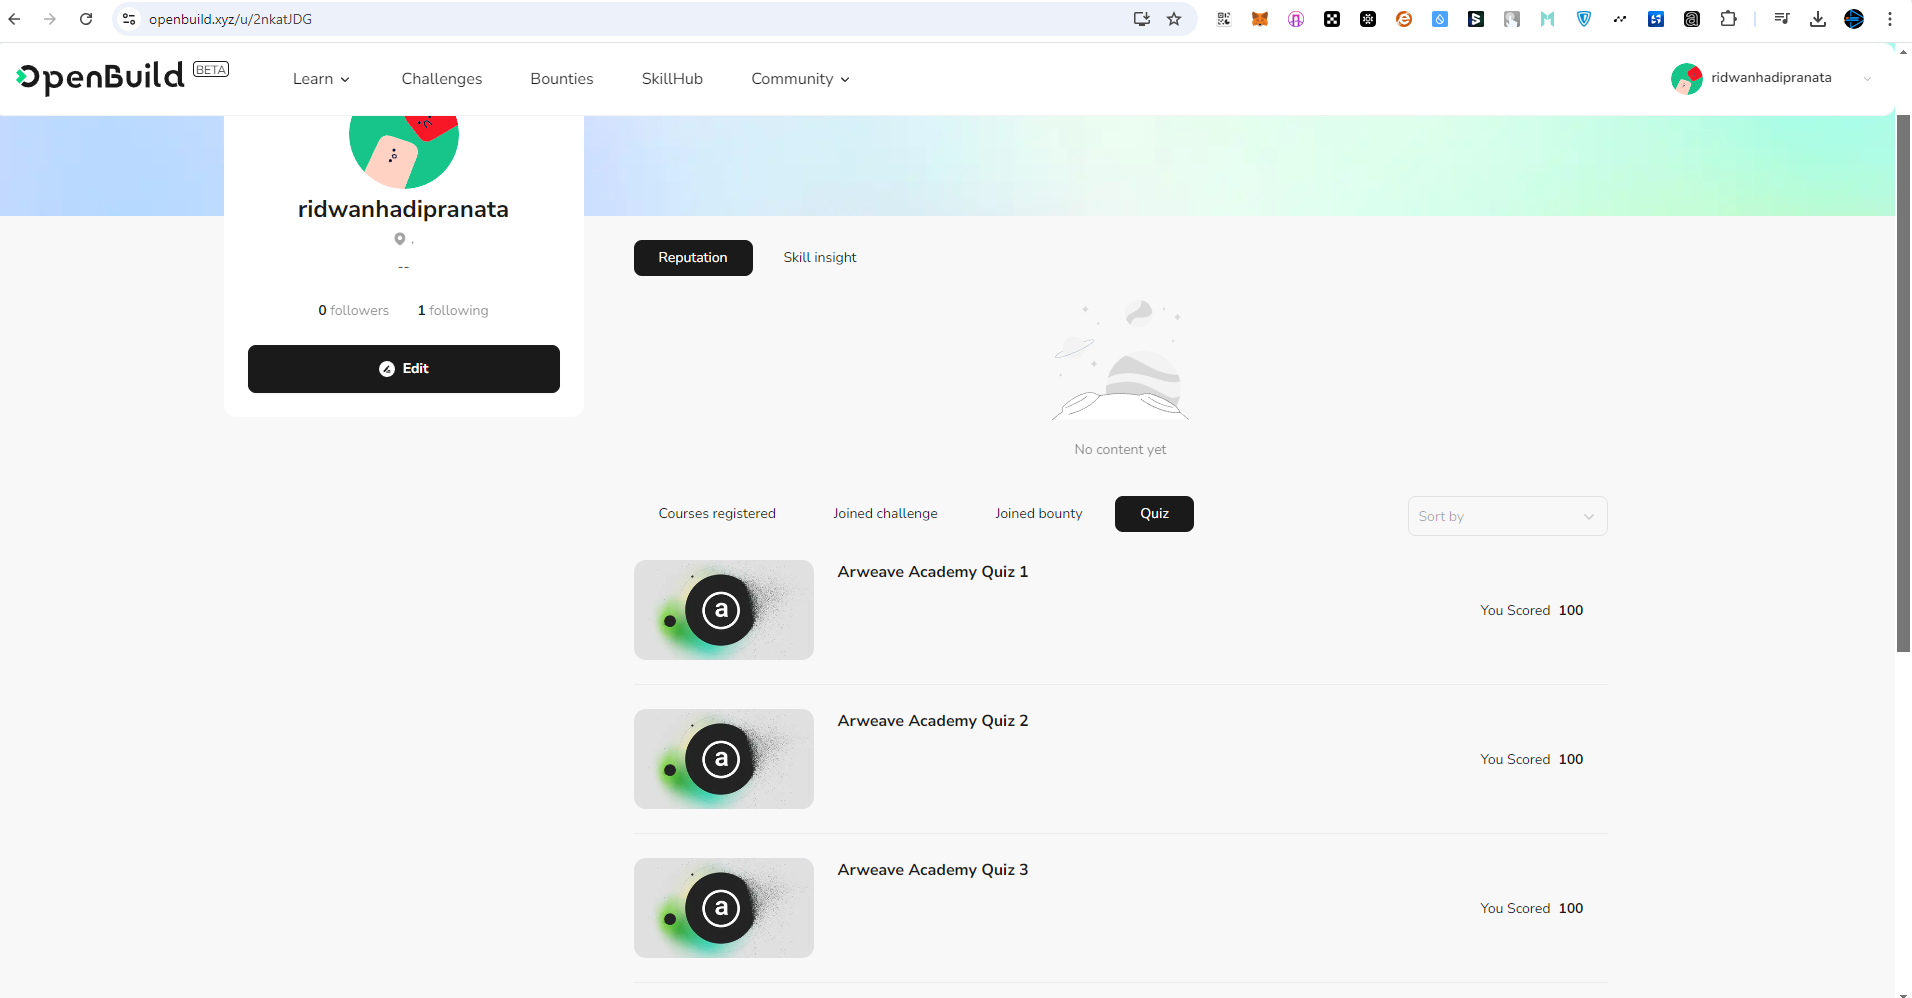 openbuild.xyz/u/2nkatJDG
OpenBuild BETA
Learn
Challenges
Bounties
SkillHub
Community
ridwanhadipranata
ridwanhadipranata
,
--
0 followers
1 following
Edit
Reputation
Skill insight
No content yet
Courses registered
Joined challenge
Joined bounty
Quiz
Sort by
a
Arweave Academy Quiz 1
You Scored 100
a
Arweave Academy Quiz 2
You Scored 100
a
Arweave Academy Quiz 3
You Scored 100